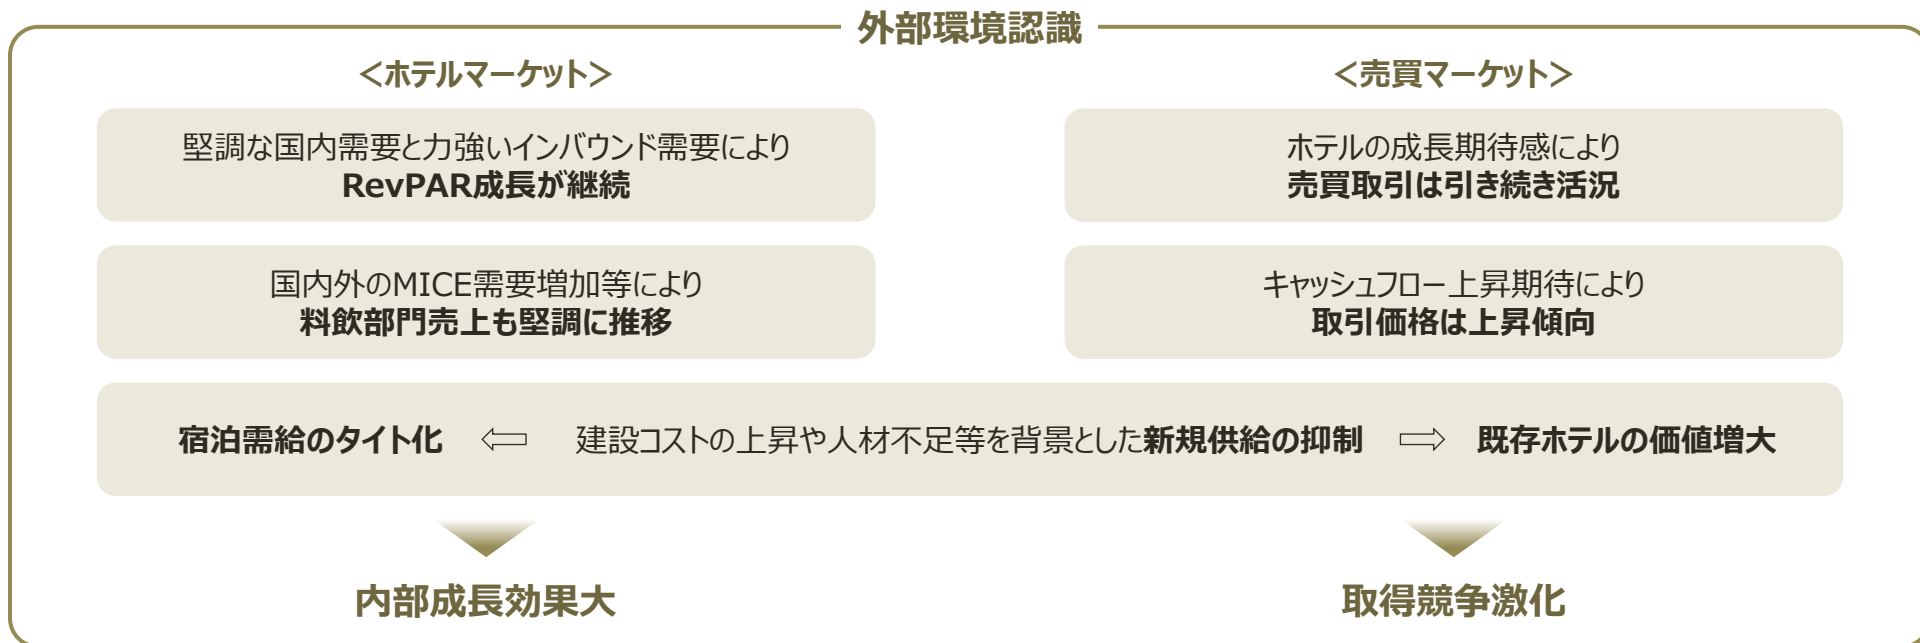 外部環境認識
<ホテルマーケット>
堅調な国内需要と力強いインバウンド需要により
RevPAR成長が継続
国内外のMICE需要増加等により
料飲部門売上も堅調に推移
<売買マーケット>
ホテルの成長期待感により
売買取引は引き続き活況
キャッシュフロー上昇期待により
取引価格は上昇傾向
宿泊需給のタイト化 ⇦ 建設コストの上昇や人材不足等を背景とした新規供給の抑制 ⇨ 既存ホテルの価値増大
内部成長効果大
取得競争激化